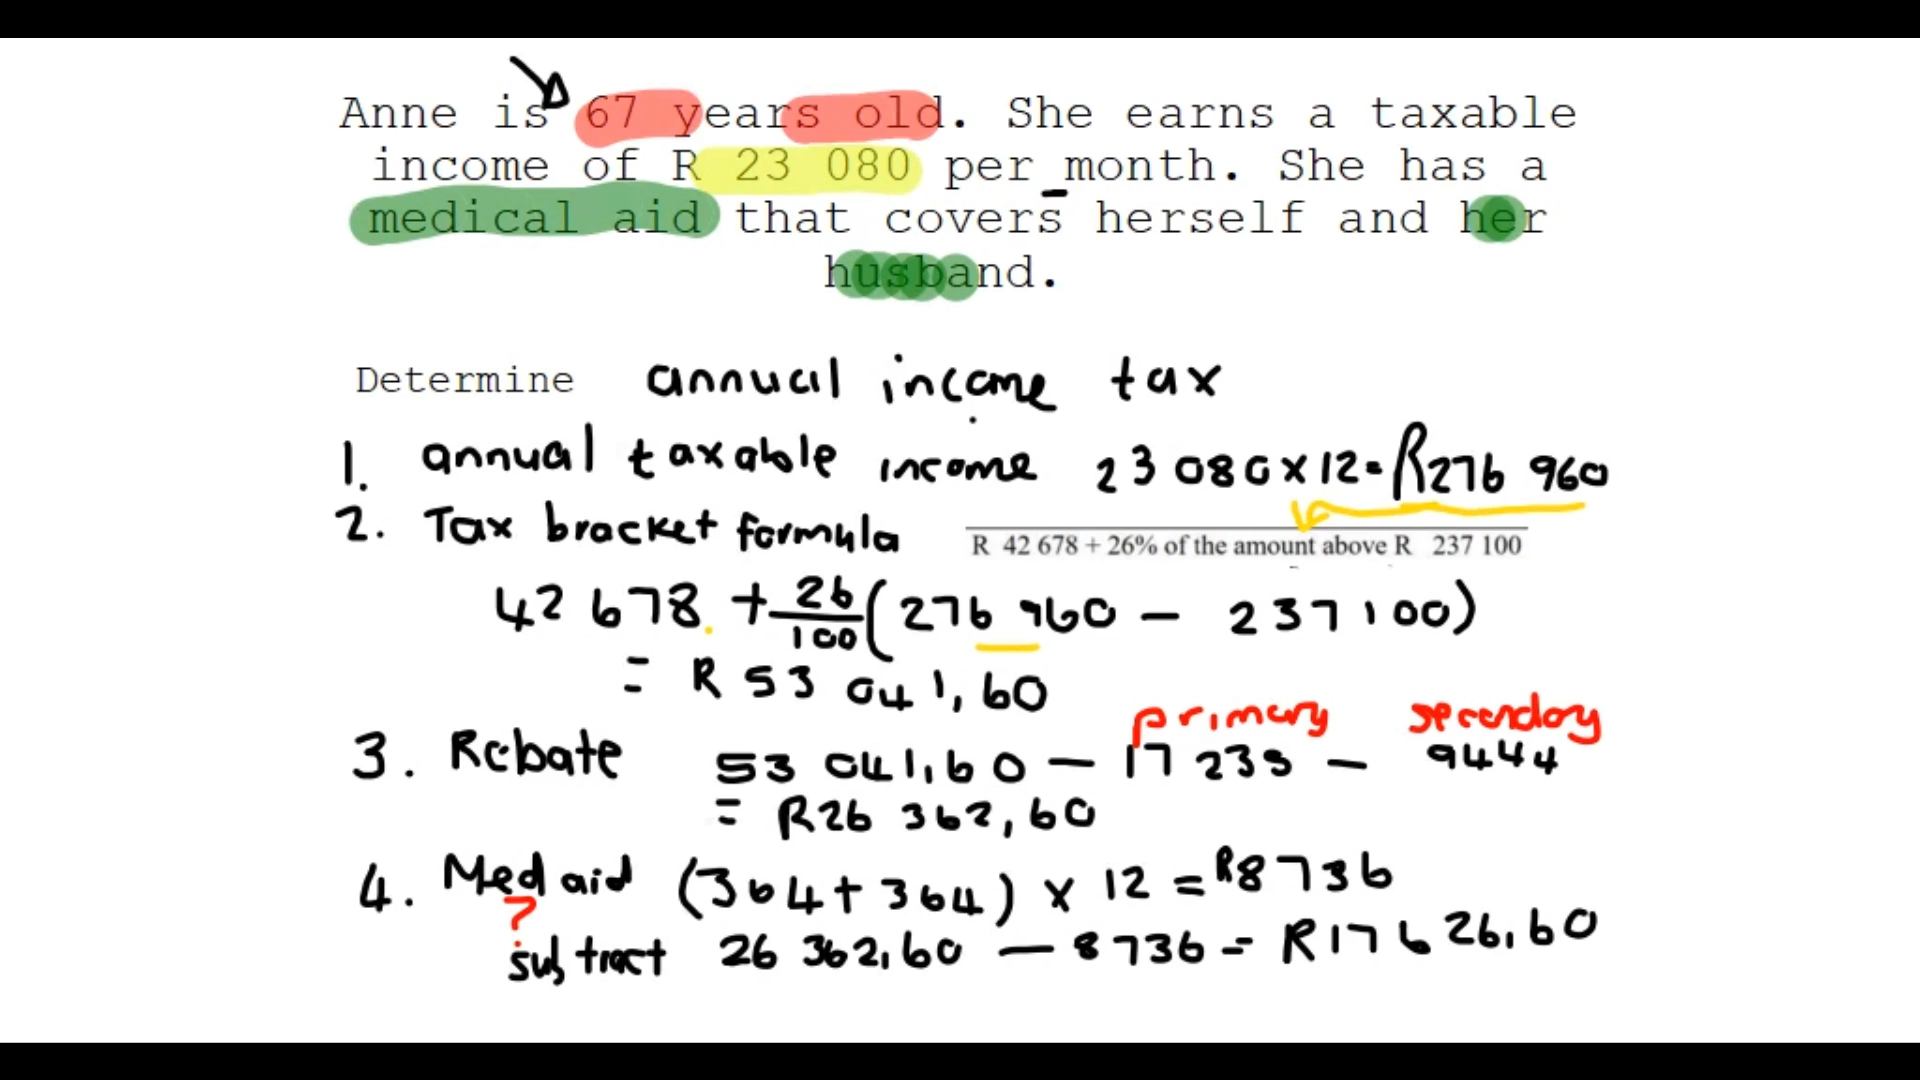 Anne is 67 years old. She earns a taxable
income of R 23 080 per month. She has a
medical aid that covers herself and her
husband.
Determine annual income tax
1. annual taxable income 23 080 x 12 = R276 960
2. Tax bracket formula R 42 678 + 26% of the amount above R 237 100
42 678 + 26/100 (276 960 – 237 100)
= R 53 041,60
primary secondary
3. Rebate 53 041,60 – 17 235 – 9444
= R26 362,60
4. Med aid (364 + 364) x 12 = R8736
?
subtract 26 362,60 – 8736 = R17 626,60